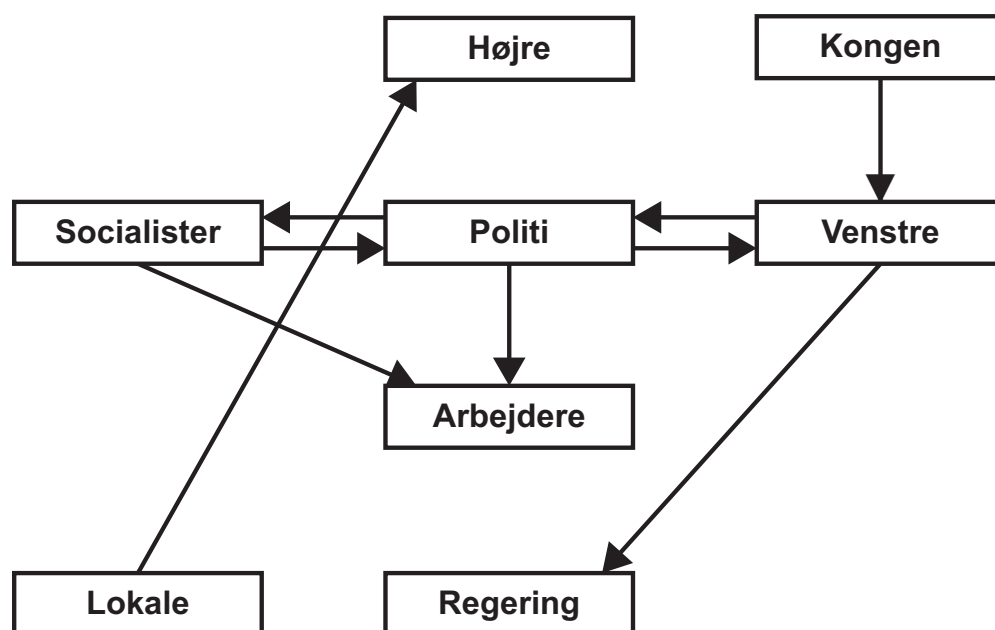 Højre
Kongen
Socialister
Politi
Venstre
Arbejdere
Lokale
Regering